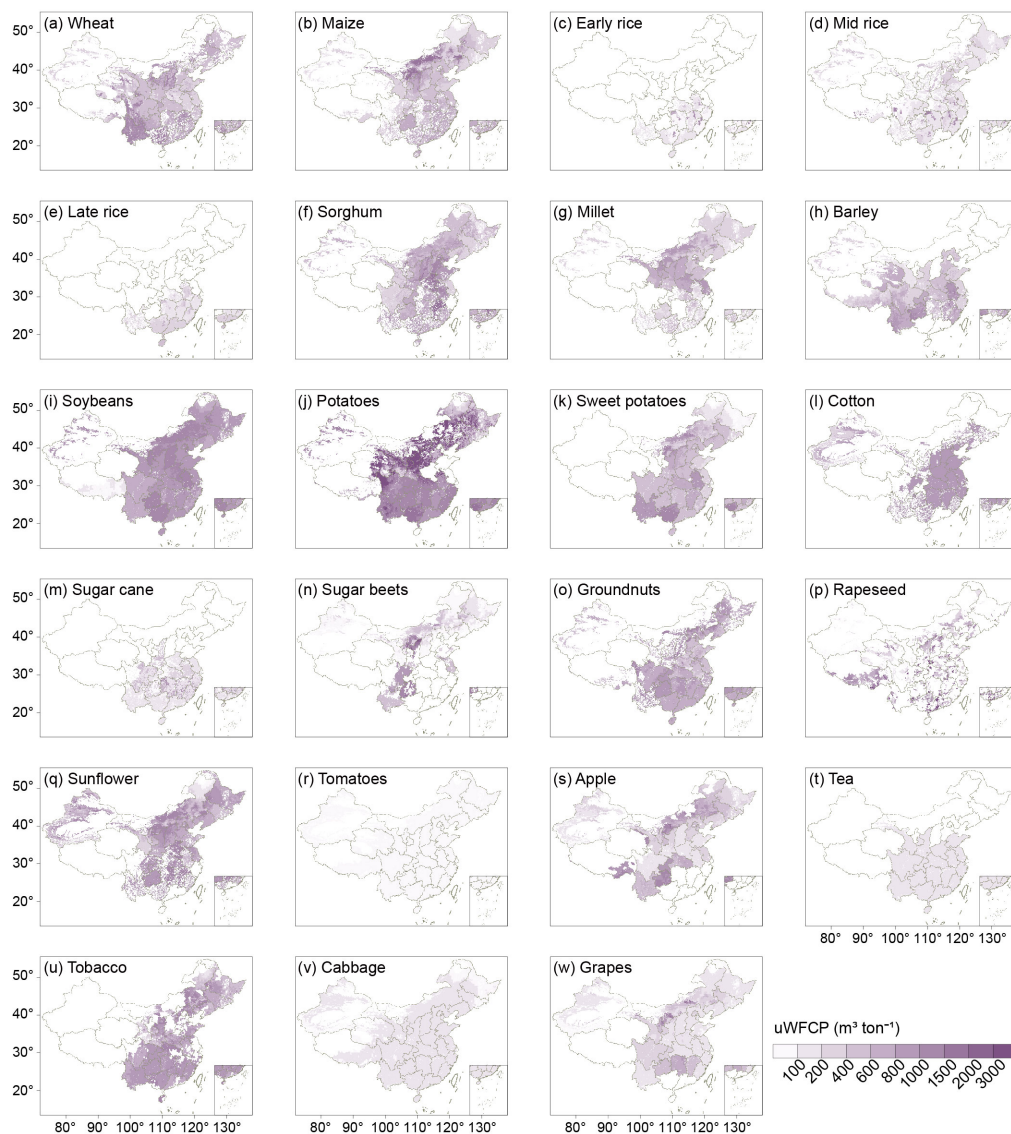 (a) Wheat
(b) Maize
(c) Early rice
(d) Mid rice
50°
40°
30°
20°
(e) Late rice
(f) Sorghum
(g) Millet
(h) Barley
50°
40°
30°
20°
(i) Soybeans
(j) Potatoes
(k) Sweet potatoes
(l) Cotton
50°
40°
30°
20°
(m) Sugar cane
(n) Sugar beets
(o) Groundnuts
(p) Rapeseed
50°
40°
30°
20°
(q) Sunflower
(r) Tomatoes
(s) Apple
(t) Tea
50°
40°
30°
20°
80° 90° 100° 110° 120° 130°
(u) Tobacco
(v) Cabbage
(w) Grapes
50°
40°
30°
20°
uWFCP (m³ ton⁻¹)
100 200 400 600 800 1000 1500 2000 3000
80° 90° 100° 110° 120° 130°
80° 90° 100° 110° 120° 130°
80° 90° 100° 110° 120° 130°